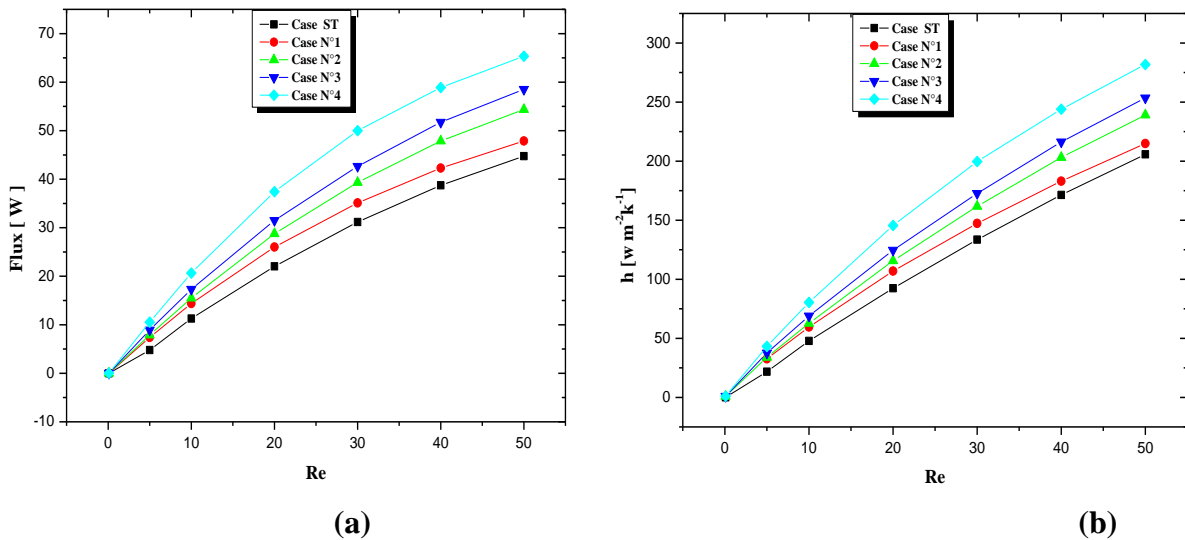 Case ST
Case N°1
Case N°2
Case N°3
Case N°4
70
60
50
40
30
20
10
0
-10
Flux [ W ]
0 10 20 30 40 50
Re
(a)
Case ST
Case N°1
Case N°2
Case N°3
Case N°4
300
250
200
150
100
50
0
h [w m⁻²k⁻¹]
0 10 20 30 40 50
Re
(b)